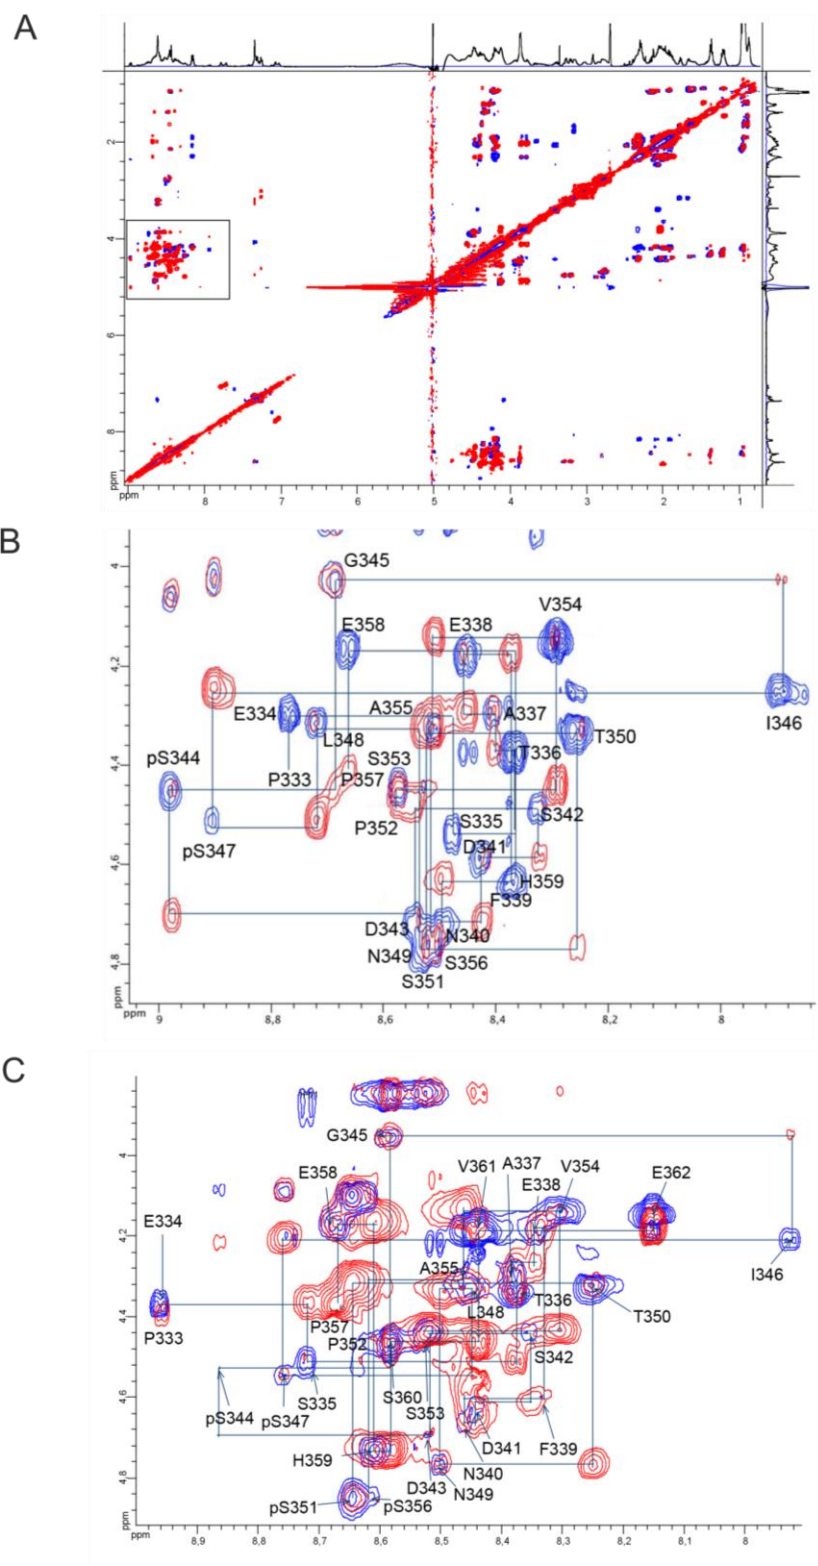 A
2
4
6
8
ppm
ppm 8 7 6 5 4 3 2 1
B
4
G345
E358 E338 V354
4,2
E334 A355 A337 I346
L348 T350
pS344 S353 T336
4,4
P333 P357
P352 S342
S335
pS347 D341
4,6
H359
F339
D343 N340
N349 S356
4,8
S351
ppm
ppm 9 8,8 8,6 8,4 8,2 8
C
G345
4
V361 A337 V354
E358 E338 E362
E334
4,2
A355 I346
L348 T336 T350
P333 P357
4,4
P352 S342
S360
4,6
S335 S353
pS344 pS347 F339
D341
H359 N340
D343
4,8
N349
pS351 pS356
ppm
ppm 8,9 8,8 8,7 8,6 8,5 8,4 8,3 8,2 8,1 8